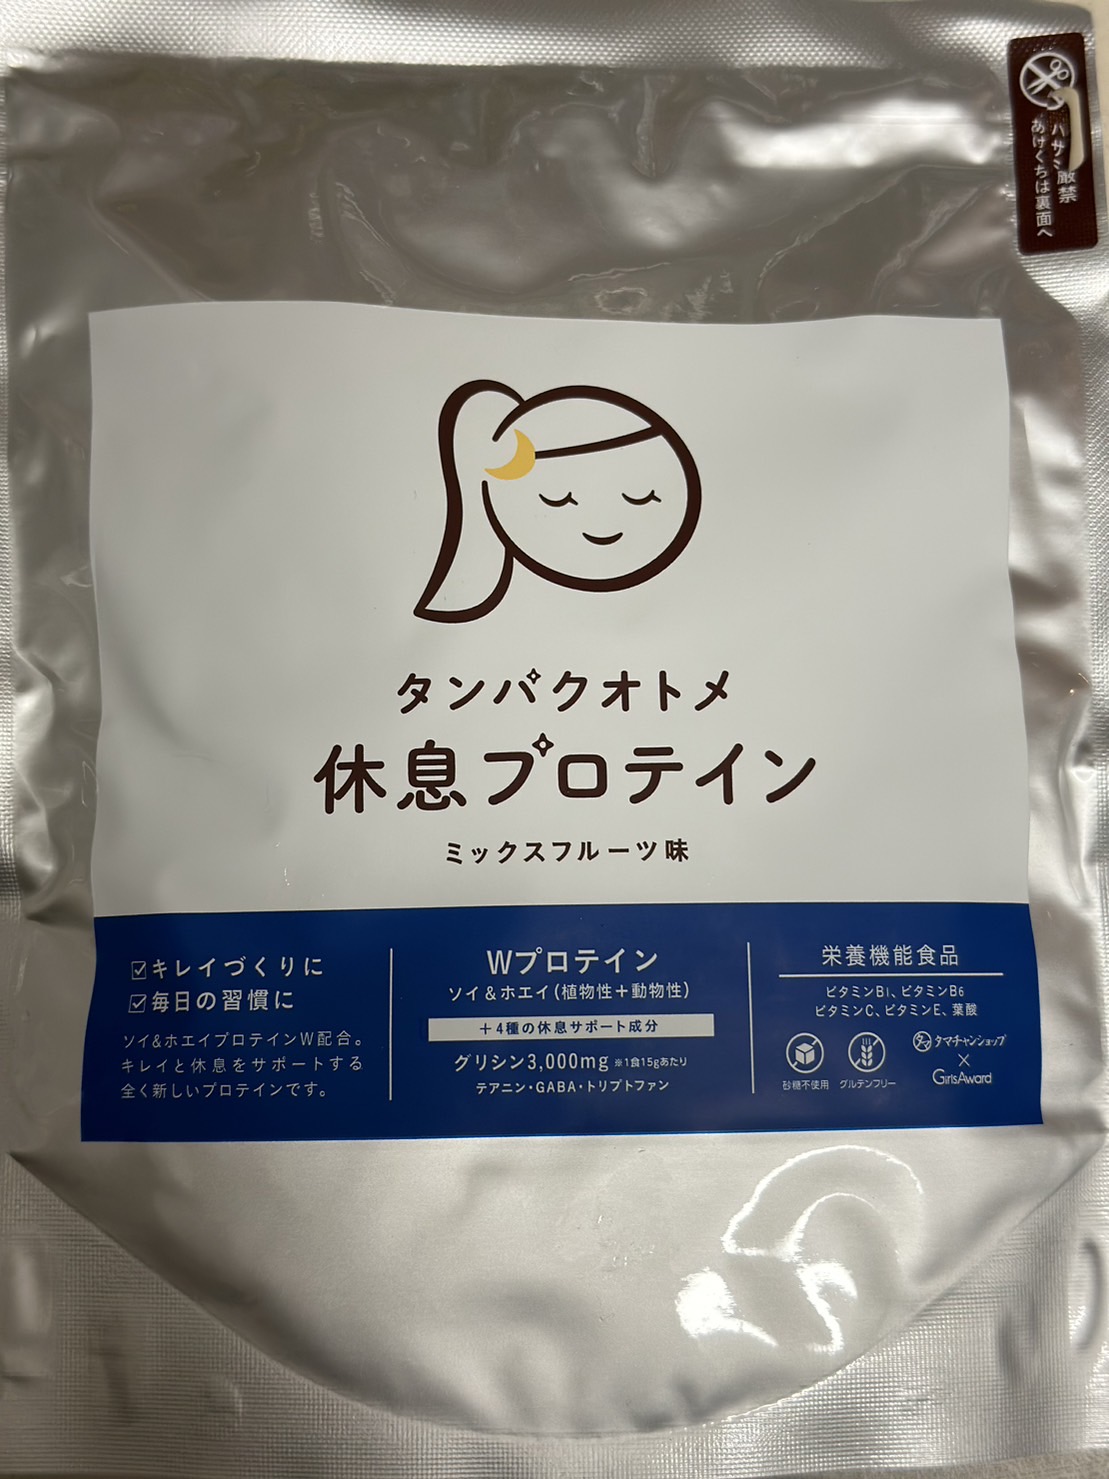 ハサミ厳禁
あけくちは裏面へ
タンパクオトメ
休息プロテイン
ミックスフルーツ味
キレイづくりに
毎日の習慣に
ソイ&ホエイプロテインW配合。
キレイと休息をサポートする
全く新しいプロテインです。
Wプロテイン
ソイ&ホエイ(植物性+動物性)
+4種の休息サポート成分
グリシン3,000mg ※1食15gあたり
テアニン・GABA・トリプトファン
栄養機能食品
ビタミンB1、ビタミンB6
ビタミンC、ビタミンE、葉酸
砂糖不使用
グルテンフリー
タマ タマチャンショップ
×
GirlsAward